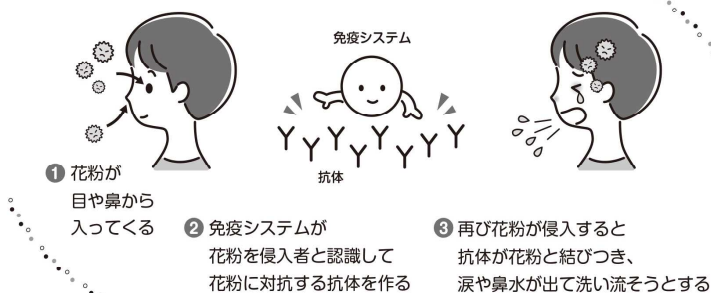 免疫システム
抗体
❶ 花粉が
目や鼻から
入ってくる
❷ 免疫システムが
花粉を侵入者と認識して
花粉に対抗する抗体を作る
❸ 再び花粉が侵入すると
抗体が花粉と結びつき、
涙や鼻水が出て洗い流そうとする